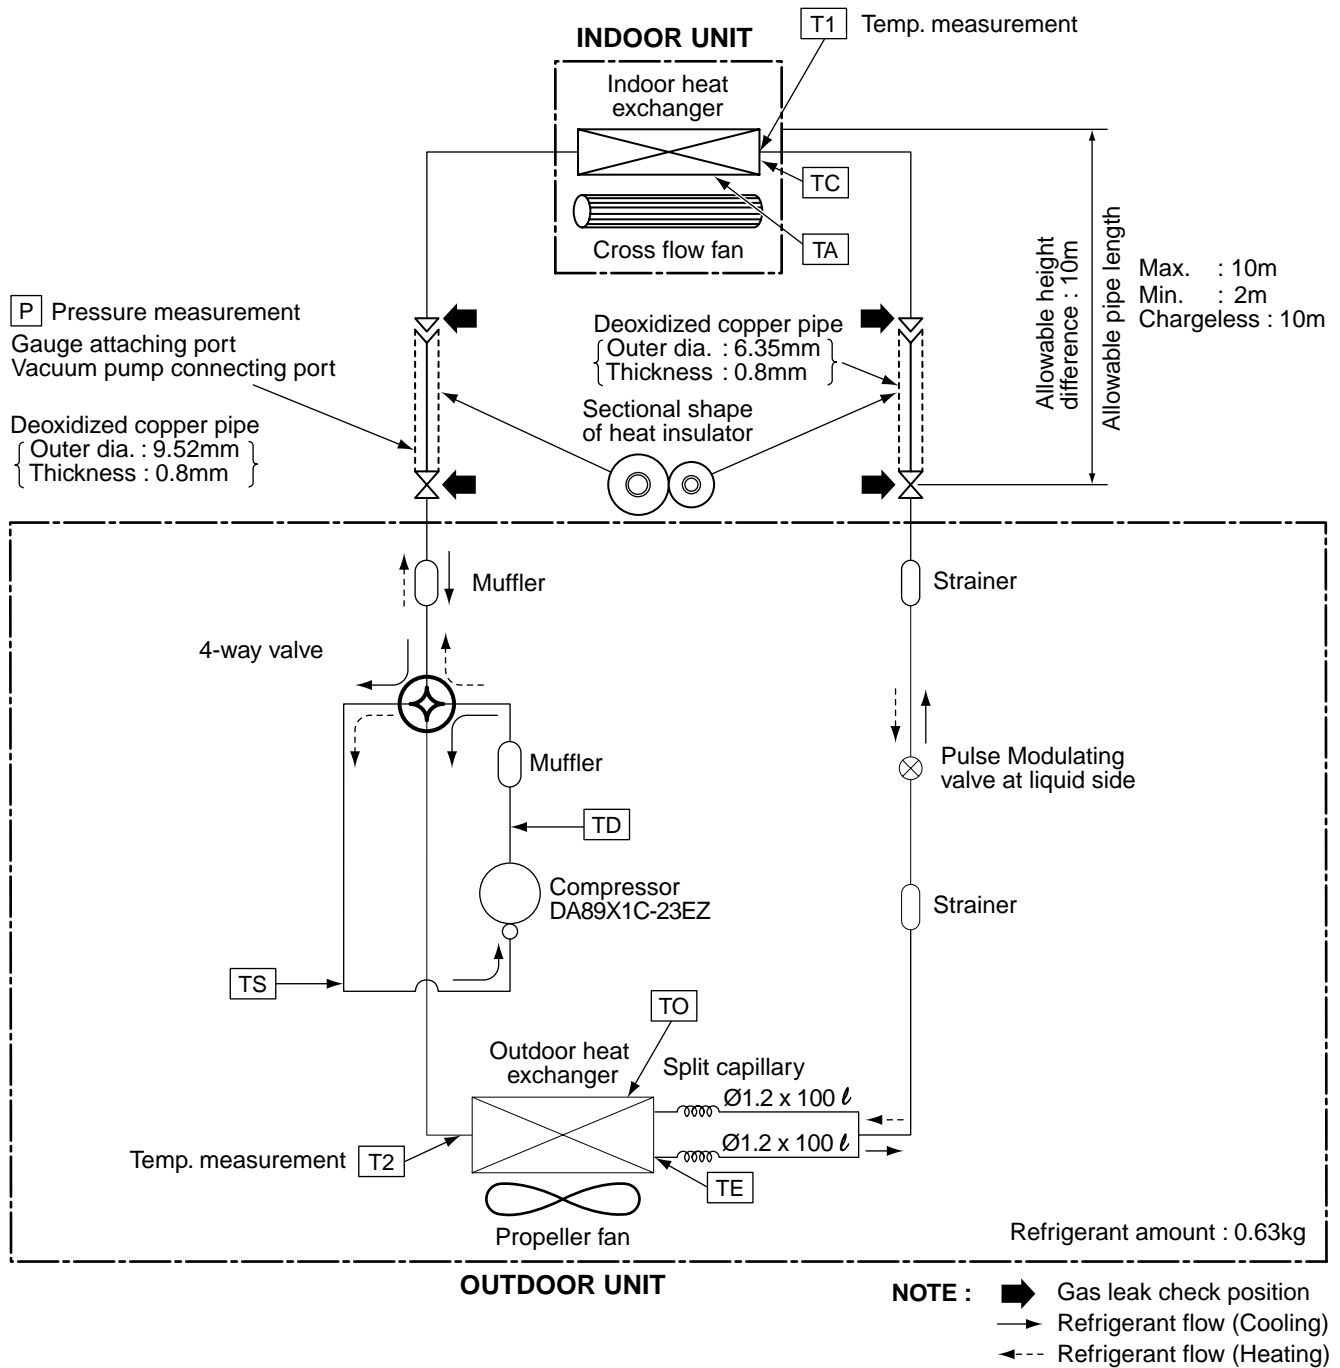 T1 Temp. measurement
INDOOR UNIT
Indoor heat
exchanger
TC
Cross flow fan
TA
Allowable height
difference : 10m
Allowable pipe length
Max. : 10m
Min. : 2m
Chargeless : 10m
P Pressure measurement
Gauge attaching port
Vacuum pump connecting port
Deoxidized copper pipe
Outer dia. : 9.52mm
Thickness : 0.8mm
Deoxidized copper pipe
Outer dia. : 6.35mm
Thickness : 0.8mm
Sectional shape
of heat insulator
Muffler
Strainer
4-way valve
Muffler
Pulse Modulating
valve at liquid side
TD
Compressor
DA89X1C-23EZ
Strainer
TS
TO
Outdoor heat
exchanger
Split capillary
Ø1.2 x 100 ℓ
Ø1.2 x 100 ℓ
Temp. measurement T2
TE
Propeller fan
Refrigerant amount : 0.63kg
OUTDOOR UNIT
NOTE : Gas leak check position
Refrigerant flow (Cooling)
Refrigerant flow (Heating)